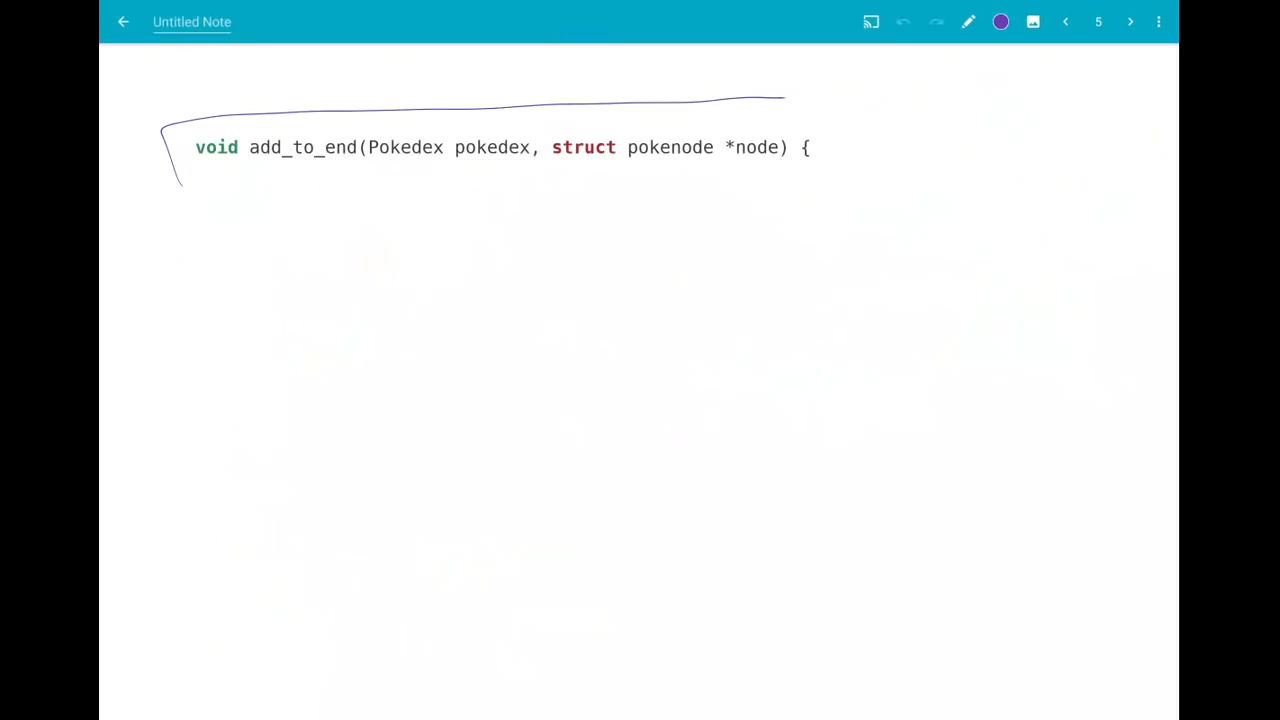 Untitled Note
5
void add_to_end(Pokedex pokedex, struct pokenode *node) {